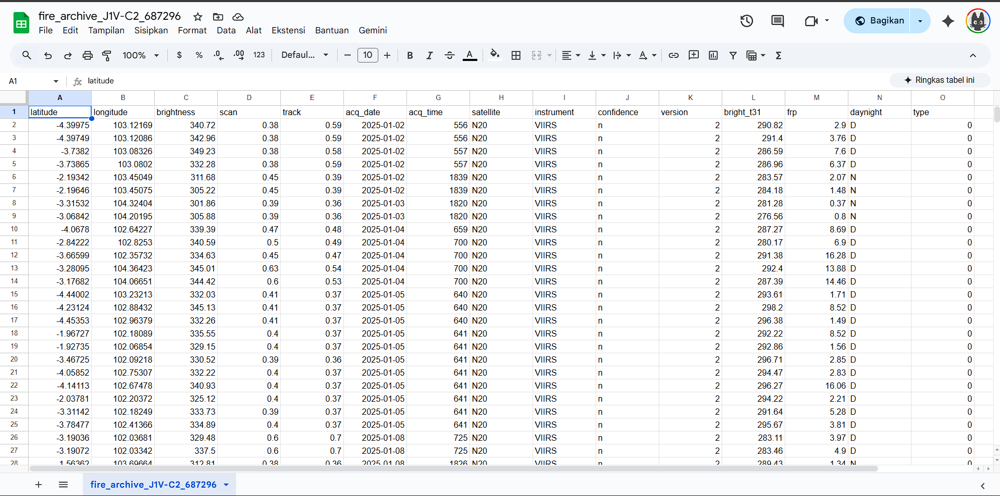 fire_archive_J1V-C2_687296
File Edit Tampilan Sisipkan Format Data Alat Ekstensi Bantuan Gemini
Bagikan
100% $ % .0 .00 123 Defaul... 10 B I A Σ
A1 fx latitude
Ringkas tabel ini
A B C D E F G H I J K L M N O
1 latitude longitude brightness scan track acq_date acq_time satellite instrument confidence version bright_t31 frp daynight type
2 -4.39975 103.12169 340.72 0.38 0.59 2025-01-02 556 N20 VIIRS n 2 290.82 2.9 D 0
3 -4.39749 103.12086 342.96 0.38 0.59 2025-01-02 556 N20 VIIRS n 2 291.4 3.76 D 0
4 -3.7382 103.08326 349.23 0.38 0.58 2025-01-02 557 N20 VIIRS n 2 286.59 7.6 D 0
5 -3.73865 103.0802 332.28 0.38 0.59 2025-01-02 557 N20 VIIRS n 2 286.96 6.37 D 0
6 -2.19342 103.45049 311.68 0.45 0.39 2025-01-02 1839 N20 VIIRS n 2 283.57 2.07 N 0
7 -2.19646 103.45075 305.22 0.45 0.39 2025-01-02 1839 N20 VIIRS n 2 284.18 1.48 N 0
8 -3.31532 104.32404 301.86 0.39 0.36 2025-01-03 1820 N20 VIIRS n 2 281.28 0.37 N 0
9 -3.06842 104.20195 305.88 0.39 0.36 2025-01-03 1820 N20 VIIRS n 2 276.56 0.8 N 0
10 -4.0678 102.64227 339.39 0.47 0.48 2025-01-04 659 N20 VIIRS n 2 287.27 8.69 D 0
11 -2.84222 102.8253 340.59 0.5 0.49 2025-01-04 700 N20 VIIRS n 2 280.17 6.9 D 0
12 -3.66599 102.35732 334.63 0.45 0.47 2025-01-04 700 N20 VIIRS n 2 291.38 16.28 D 0
13 -3.28095 104.36423 345.01 0.63 0.54 2025-01-04 700 N20 VIIRS n 2 292.4 13.88 D 0
14 -3.17682 104.06651 344.42 0.6 0.53 2025-01-04 700 N20 VIIRS n 2 287.39 14.46 D 0
15 -4.44002 103.23213 332.03 0.41 0.37 2025-01-05 640 N20 VIIRS n 2 293.61 1.71 D 0
16 -4.23124 102.88432 345.13 0.41 0.37 2025-01-05 640 N20 VIIRS n 2 298.2 8.52 D 0
17 -4.45353 102.96379 332.26 0.41 0.37 2025-01-05 640 N20 VIIRS n 2 296.38 1.49 D 0
18 -1.96727 102.18089 335.55 0.4 0.37 2025-01-05 641 N20 VIIRS n 2 292.22 8.52 D 0
19 -1.92735 102.06854 329.15 0.4 0.37 2025-01-05 641 N20 VIIRS n 2 292.86 1.56 D 0
20 -3.46725 102.09218 330.52 0.39 0.36 2025-01-05 641 N20 VIIRS n 2 296.71 2.85 D 0
21 -4.05852 102.75307 332.22 0.4 0.37 2025-01-05 641 N20 VIIRS n 2 294.47 2.83 D 0
22 -4.14113 102.67478 340.93 0.4 0.37 2025-01-05 641 N20 VIIRS n 2 296.27 16.06 D 0
23 -2.03781 102.20372 325.12 0.4 0.37 2025-01-05 641 N20 VIIRS n 2 294.22 2.21 D 0
24 -3.31142 102.18249 333.73 0.39 0.37 2025-01-05 641 N20 VIIRS n 2 291.64 5.28 D 0
25 -3.78477 102.41366 334.89 0.4 0.37 2025-01-05 641 N20 VIIRS n 2 295.67 3.81 D 0
26 -3.19036 102.03681 329.48 0.6 0.7 2025-01-08 725 N20 VIIRS n 2 283.11 3.97 D 0
27 -3.19072 102.03342 337.5 0.6 0.7 2025-01-08 725 N20 VIIRS n 2 283.46 4.9 D 0
28 1.56362 103.69664 312.81 0.38 0.36 2025-01-08 1826 N20 VIIRS n 2 289.43 1.34 N 0
fire_archive_J1V-C2_687296